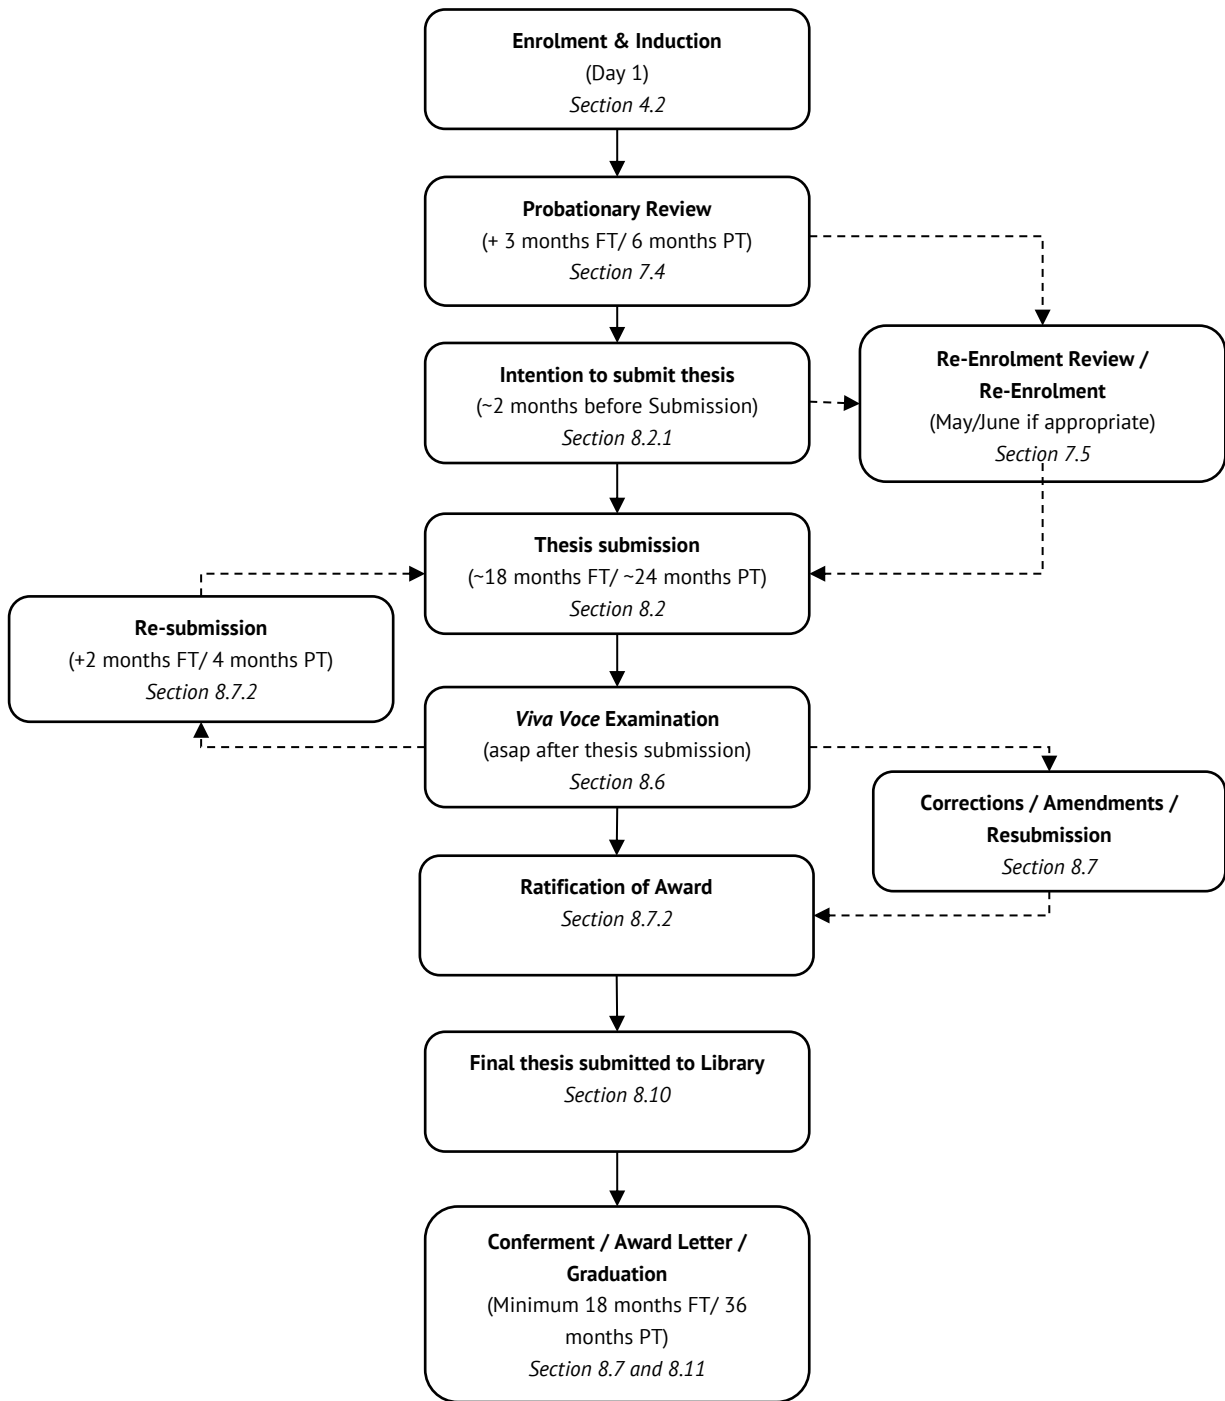 Enrolment & Induction
(Day 1)
Section 4.2
Probationary Review
(+ 3 months FT/ 6 months PT)
Section 7.4
Intention to submit thesis
(~2 months before Submission)
Section 8.2.1
Re-Enrolment Review /
Re-Enrolment
(May/June if appropriate)
Section 7.5
Thesis submission
(~18 months FT/ ~24 months PT)
Section 8.2
Re-submission
(+2 months FT/ 4 months PT)
Section 8.7.2
Viva Voce Examination
(asap after thesis submission)
Section 8.6
Corrections / Amendments /
Resubmission
Section 8.7
Ratification of Award
Section 8.7.2
Final thesis submitted to Library
Section 8.10
Conferment / Award Letter /
Graduation
(Minimum 18 months FT/ 36
months PT)
Section 8.7 and 8.11